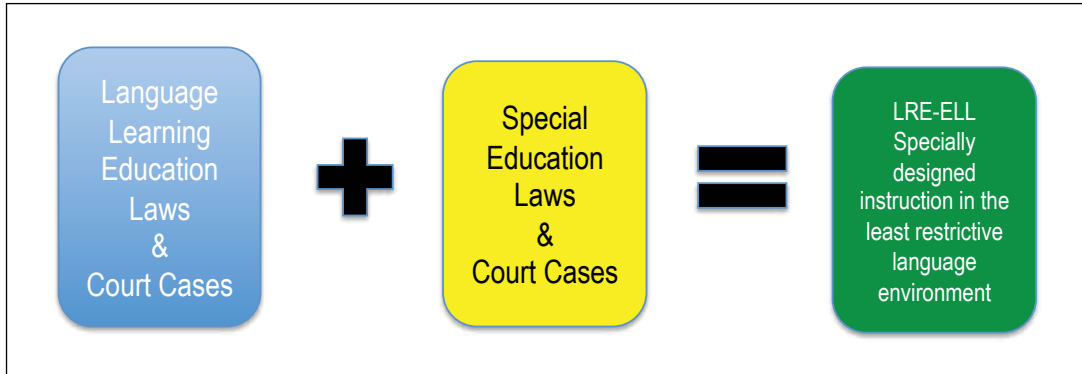 Language
Learning
Education
Laws
&
Court Cases
Special
Education
Laws
&
Court Cases
LRE-ELL
Specially
designed
instruction in the
least restrictive
language
environment